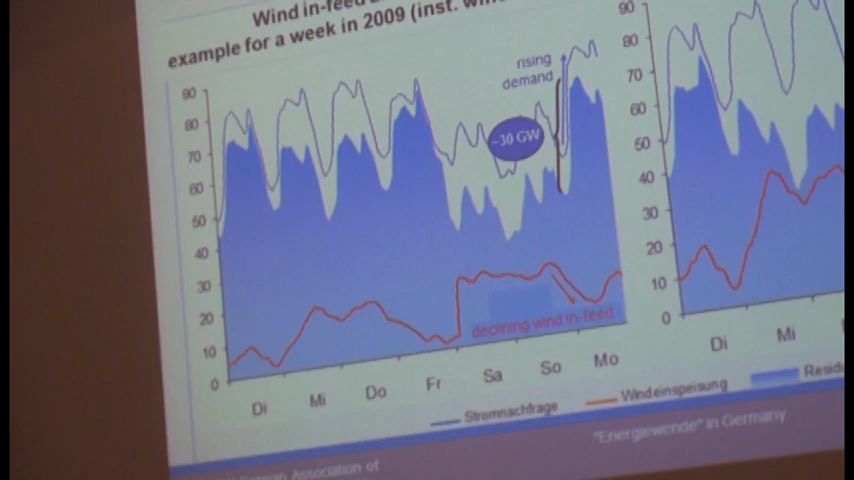 Wind in-feed
example for a week in 2009 (inst.
90
80
70
60
50
40
30
20
10
0
rising
demand
~30 GW
declining wind in-feed
Di Mi Do Fr Sa So Mo
90
80
70
60
50
40
30
20
10
0
Di Mi
Stromnachfrage Windeinspeisung
"Energiewende" in Germany
Association of